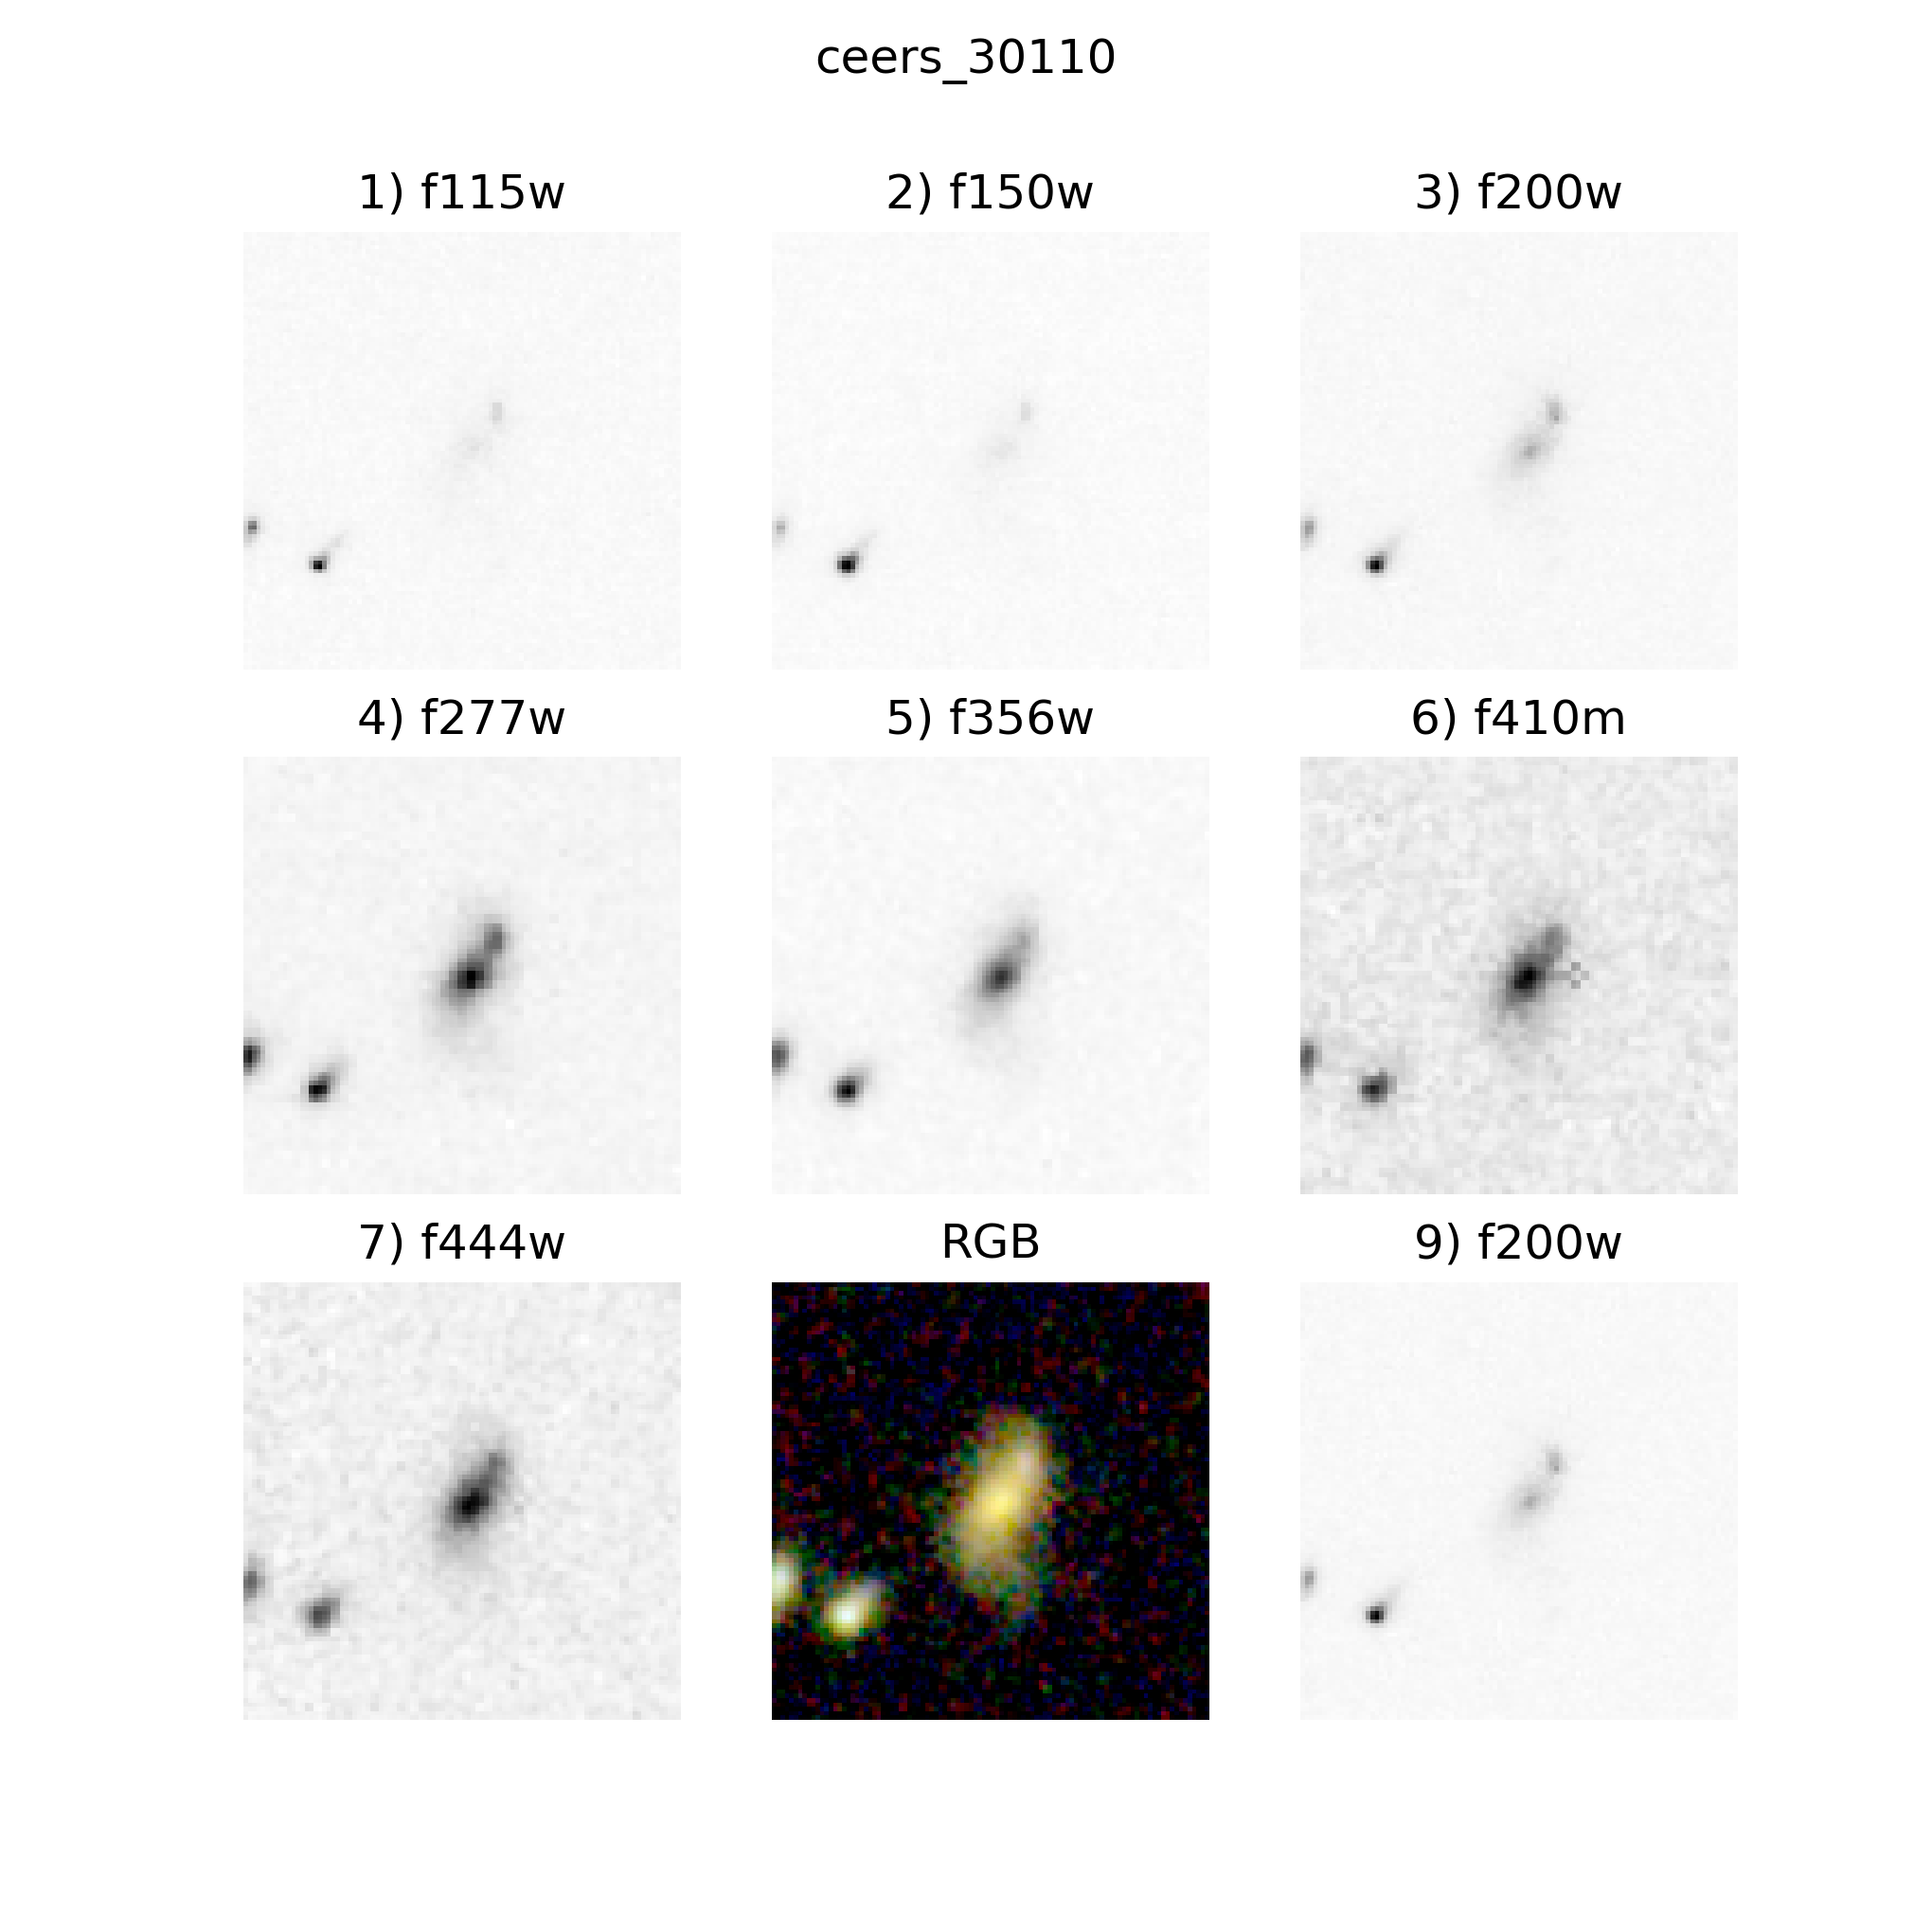 ceers_30110
1) f115w
2) f150w
3) f200w
4) f277w
5) f356w
6) f410m
7) f444w
RGB
9) f200w